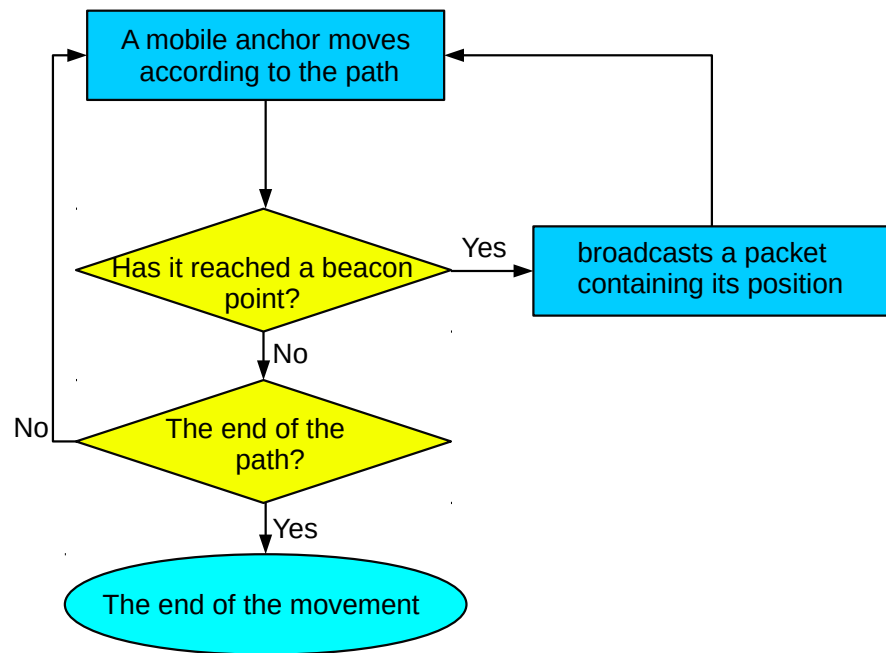 A mobile anchor moves
according to the path
Has it reached a beacon
point?
Yes
broadcasts a packet
containing its position
No
The end of the
path?
No
Yes
The end of the movement